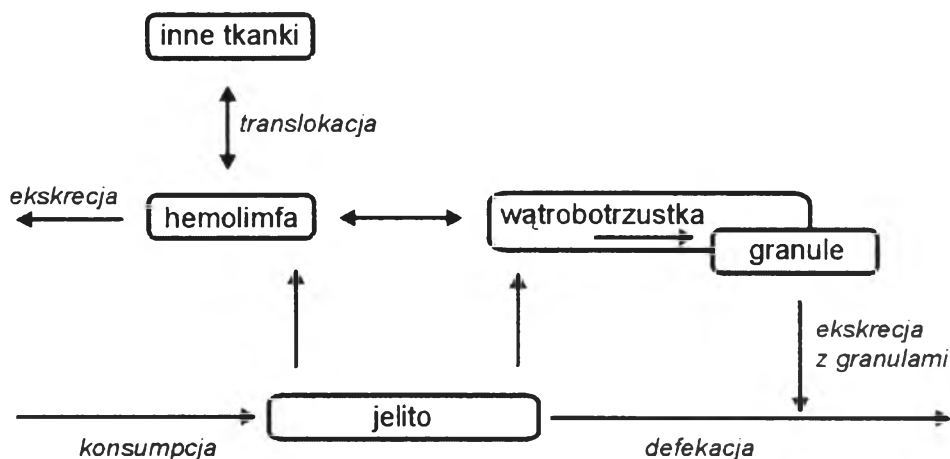 inne tkanki
translokacja
ekskrecja
hemolimfa
wątrobotrzustka
granule
ekskrecja
z granulami
jelito
konsumpcja
defekacja